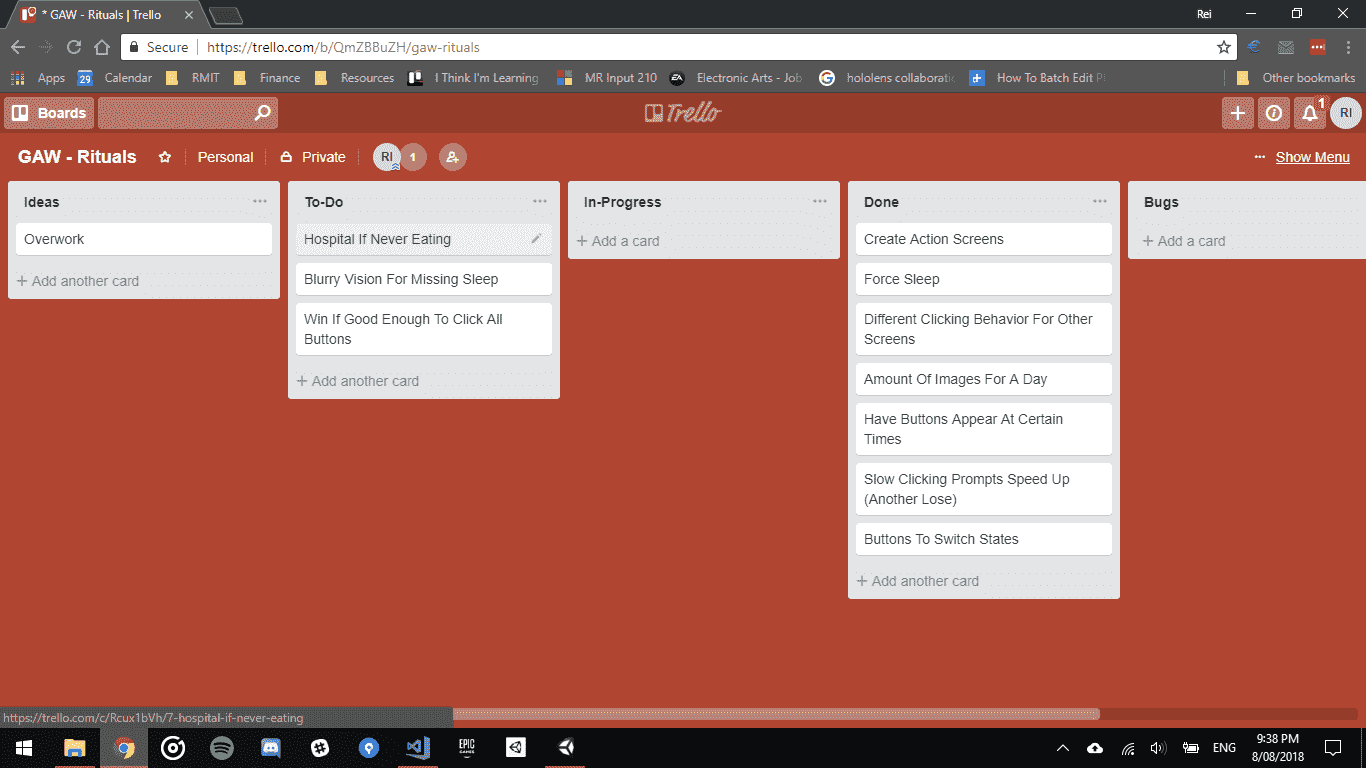 * GAW - Rituals | Trello
Rei
Secure
https://trello.com/b/QmZBBuZH/gaw-rituals
Apps
29
Calendar
RMIT
Finance
Resources
I Think I'm Learning
MR Input 210
EA
Electronic Arts - Job
hololens collaborati
How To Batch Edit P
Other bookmarks
Boards
Trello
1
RI
GAW - Rituals
Personal
Private
RI
1
Show Menu
Ideas
Overwork
+ Add another card
To-Do
Hospital If Never Eating
Blurry Vision For Missing Sleep
Win If Good Enough To Click All
Buttons
+ Add another card
In-Progress
+ Add a card
Done
Create Action Screens
Force Sleep
Different Clicking Behavior For Other
Screens
Amount Of Images For A Day
Have Buttons Appear At Certain
Times
Slow Clicking Prompts Speed Up
(Another Lose)
Buttons To Switch States
+ Add another card
Bugs
+ Add a card
https://trello.com/c/Rcux1bVh/7-hospital-if-never-eating
EPIC
GAMES
ENG
9:38 PM
8/08/2018